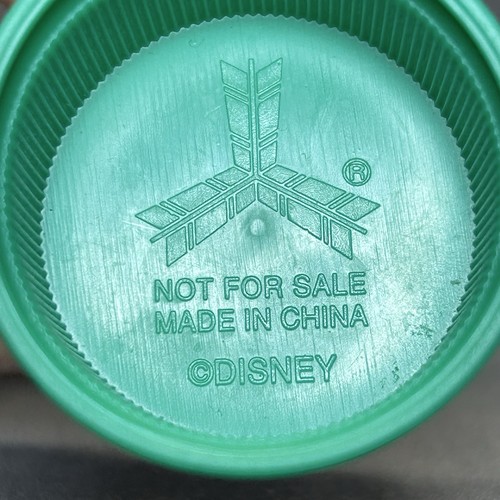 ®
NOT FOR SALE
MADE IN CHINA
©DISNEY